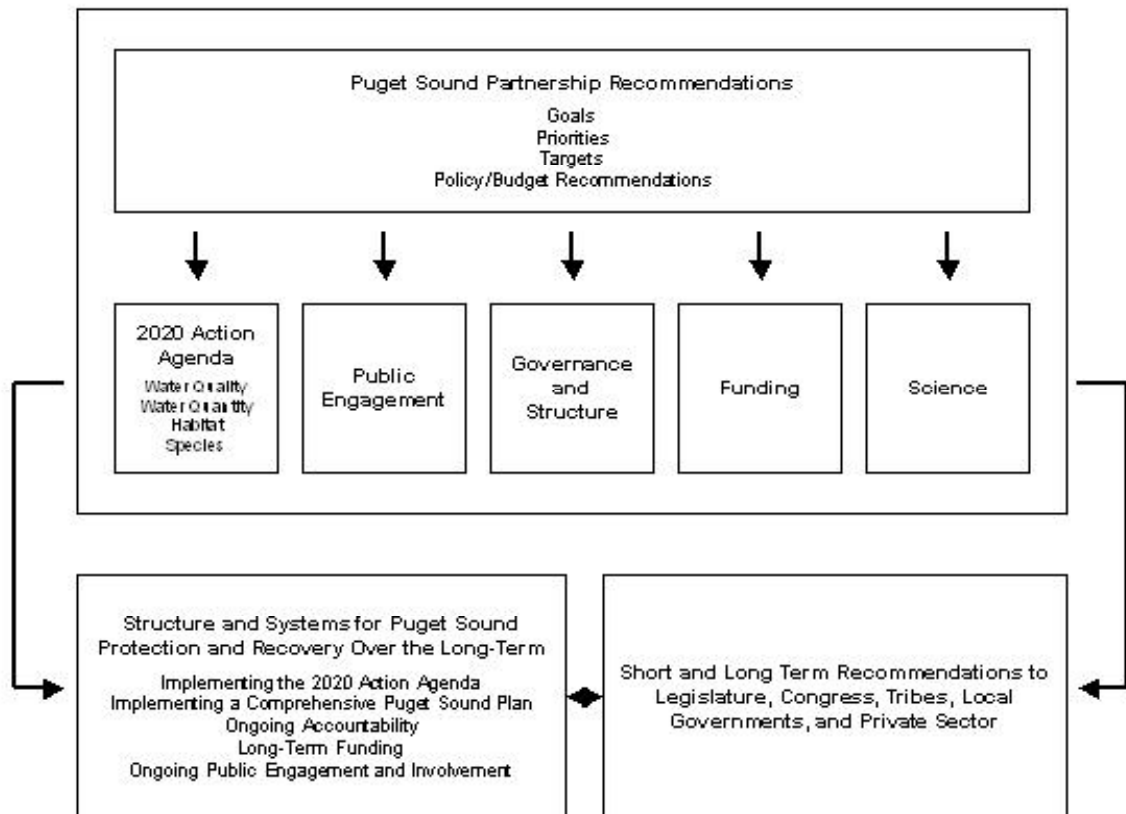 Puget Sound Partnership Recommendations
Goals
Priorities
Targets
Policy/Budget Recommendations
2020 Action
Agenda
Water Quality
Water Quantity
Habitat
Species
Public
Engagement
Governance
and
Structure
Funding
Science
Structure and Systems for Puget Sound
Protection and Recovery Over the Long-Term
Implementing the 2020 Action Agenda
Implementing a Comprehensive Puget Sound Plan
Ongoing Accountability
Long-Term Funding
Ongoing Public Engagement and Involvement
Short and Long Term Recommendations to
Legislature, Congress, Tribes, Local
Governments, and Private Sector